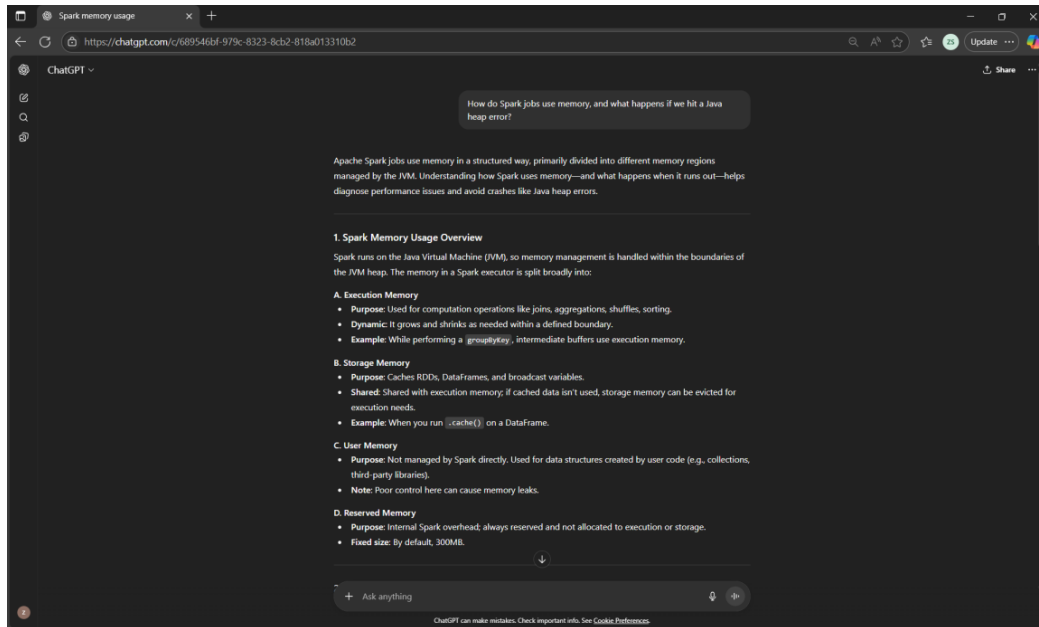 Spark memory usage
https://chatgpt.com/c/689546bf-979c-8323-8cb2-818a013310b2
ZS
Update
ChatGPT
Share
How do Spark jobs use memory, and what happens if we hit a Java
heap error?
Apache Spark jobs use memory in a structured way, primarily divided into different memory regions
managed by the JVM. Understanding how Spark uses memory—and what happens when it runs out—helps
diagnose performance issues and avoid crashes like Java heap errors.
1. Spark Memory Usage Overview
Spark runs on the Java Virtual Machine (JVM), so memory management is handled within the boundaries of
the JVM heap. The memory in a Spark executor is split broadly into:
A. Execution Memory
• Purpose: Used for computation operations like joins, aggregations, shuffles, sorting.
• Dynamic: It grows and shrinks as needed within a defined boundary.
• Example: While performing a groupByKey, intermediate buffers use execution memory.
B. Storage Memory
• Purpose: Caches RDDs, DataFrames, and broadcast variables.
• Shared: Shared with execution memory; if cached data isn't used, storage memory can be evicted for
execution needs.
• Example: When you run .cache() on a DataFrame.
C. User Memory
• Purpose: Not managed by Spark directly. Used for data structures created by user code (e.g., collections,
third-party libraries).
• Note: Poor control here can cause memory leaks.
D. Reserved Memory
• Purpose: Internal Spark overhead; always reserved and not allocated to execution or storage.
• Fixed size: By default, 300MB.
Ask anything
Z
ChatGPT can make mistakes. Check important info. See Cookie Preferences.